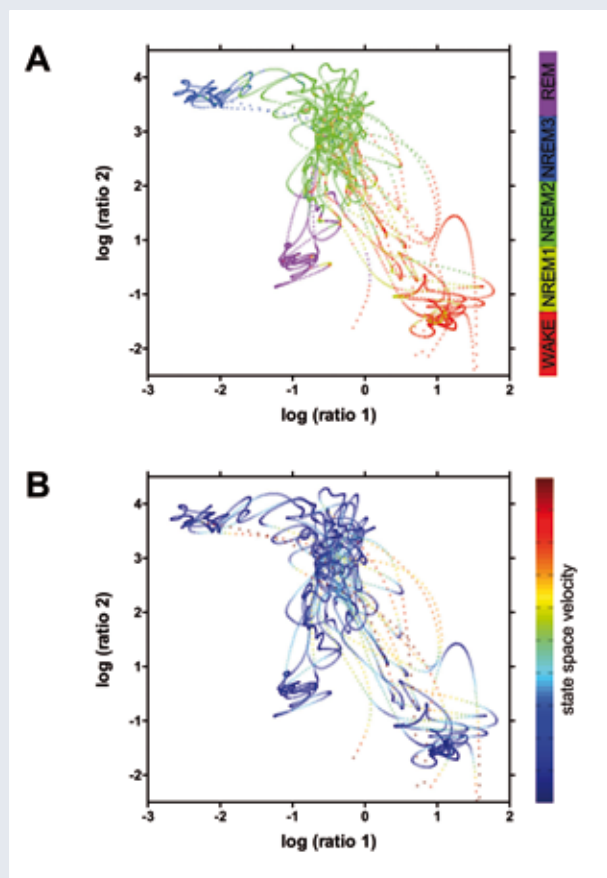 A
4
3
2
1
-1
-2
log (ratio 2)
-3 -2 -1 0 1 2
log (ratio 1)
REM
NREM3
NREM2
NREM1
WAKE
B
4
3
2
1
-1
-2
log (ratio 2)
-3 -2 -1 0 1 2
log (ratio 1)
state space velocity